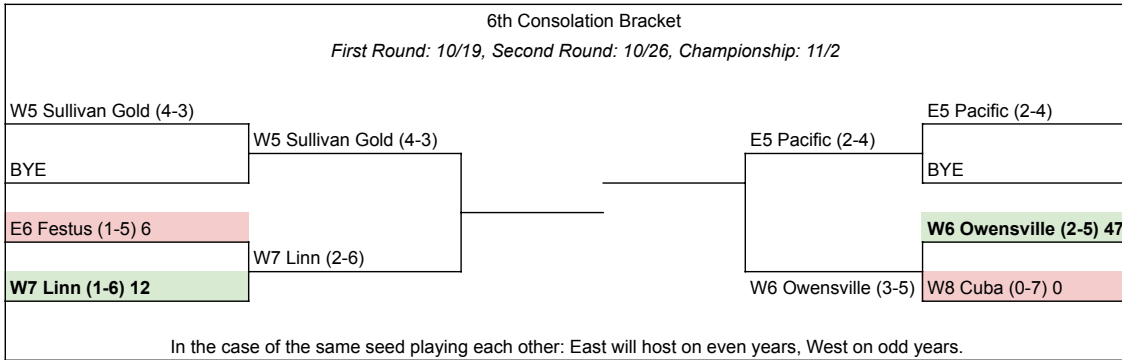 6th Consolation Bracket
First Round: 10/19, Second Round: 10/26, Championship: 11/2
W5 Sullivan Gold (4-3)
E5 Pacific (2-4)
W5 Sullivan Gold (4-3)
E5 Pacific (2-4)
BYE
BYE
E6 Festus (1-5) 6
W6 Owensville (2-5) 47
W7 Linn (2-6)
W7 Linn (1-6) 12
W6 Owensville (3-5)
W8 Cuba (0-7) 0
In the case of the same seed playing each other: East will host on even years, West on odd years.